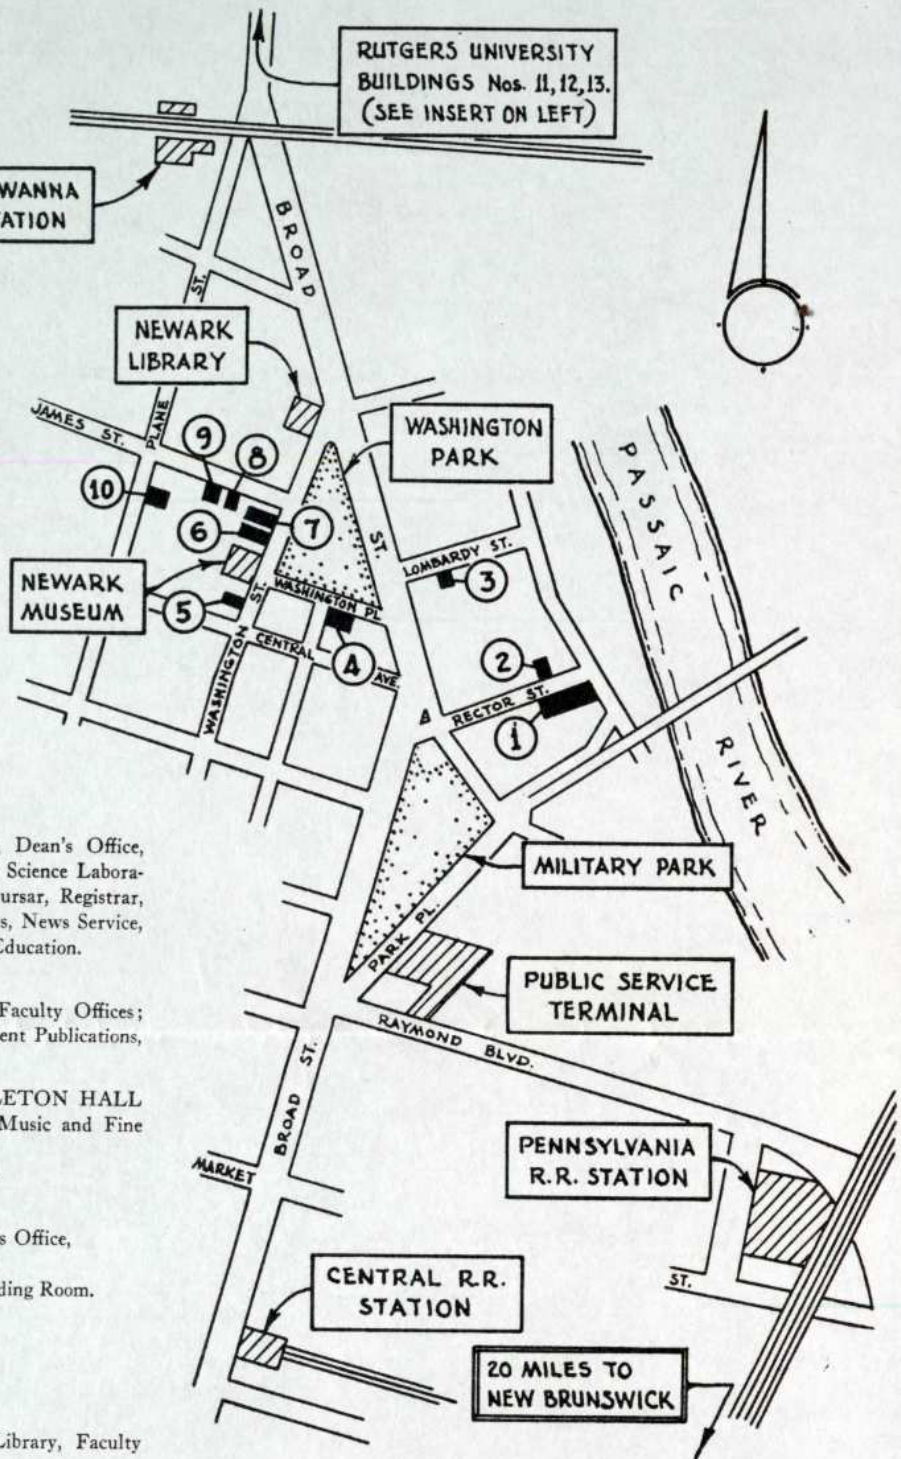 RUTGERS UNIVERSITY
BUILDINGS Nos. 11, 12, 13.
(SEE INSERT ON LEFT)
WANNA
ATION
BROAD
ST.
NEWARK
LIBRARY
JAMES ST.
PLANE
9
8
WASHINGTON
PARK
10
6
7
ST.
LOMBARDY ST.
3
NEWARK
MUSEUM
5
ST.
WASHINGTON PL.
WASHINGTON
CENTRAL
AVE.
4
2
RECTOR ST.
1
PASSAIC
RIVER
Dean's Office,
Science Labora-
ursar, Registrar,
s, News Service,
Education.
MILITARY PARK
PARK PL.
PUBLIC SERVICE
TERMINAL
Faculty Offices;
ent Publications,
RAYMOND BLVD.
BROAD ST.
LETON HALL
Music and Fine
MARKET
PENNSYLVANIA
R.R. STATION
s Office,
ding Room.
CENTRAL R.R.
STATION
ST.
20 MILES TO
NEW BRUNSWICK
Library, Faculty